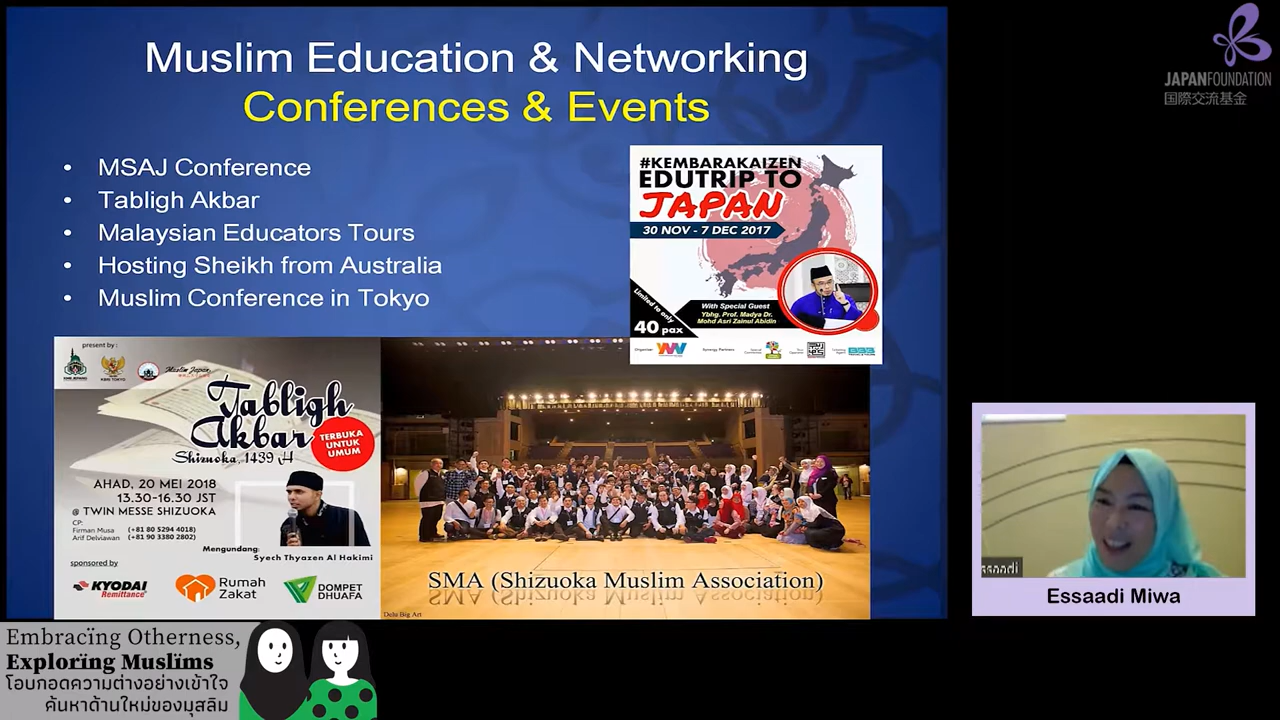 Muslim Education & Networking
Conferences & Events
• MSAJ Conference
• Tabligh Akbar
• Malaysian Educators Tours
• Hosting Sheikh from Australia
• Muslim Conference in Tokyo
#KEMBARAKAIZEN
EDUTRIP TO
JAPAN
30 NOV - 7 DEC 2017
Limited to only
40 pax
With Special Guest
Ybhg. Prof. Madya Dr.
Mohd Asri Zainul Abidin
present by :
KBRI TOKYO
Muslim Japan
Tabligh
Akbar
TERBUKA
UNTUK
UMUM
Shizuoka, 1439 H
AHAD, 20 MEI 2018
13.30-16.30 JST
@ TWIN MESSE SHIZUOKA
CP:
Firman Musa (+81 80 5294 4018)
Arif Delviawan (+81 90 3380 2802)
Mengundang:
Syech Thyazen Al Hakimi
sponsored by
KYODAI
Remittance
Rumah
Zakat
DOMPET
DHUAFA
SMA (Shizuoka Muslim Association)
Delu Big Art
JAPANFOUNDATION
国際交流基金
Essaadi Miwa
Embracing Otherness,
Exploring Muslims
โอบกอดความต่างอย่างเข้าใจ
ค้นหาด้านใหม่ของมุสลิม